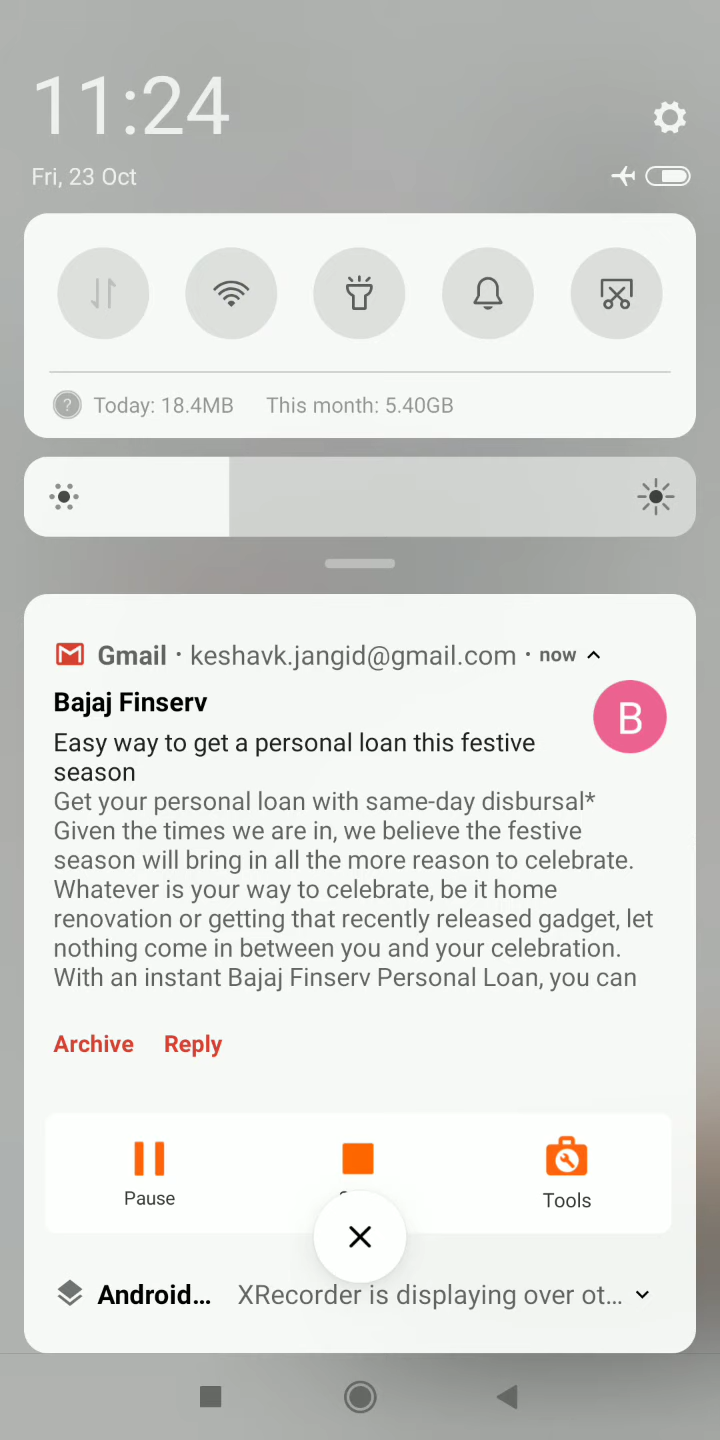 11:24
Fri, 23 Oct
Today: 18.4MB This month: 5.40GB
Gmail · keshavk.jangid@gmail.com · now
Bajaj Finserv
B
Easy way to get a personal loan this festive
season
Get your personal loan with same-day disbursal*
Given the times we are in, we believe the festive
season will bring in all the more reason to celebrate.
Whatever is your way to celebrate, be it home
renovation or getting that recently released gadget, let
nothing come in between you and your celebration.
With an instant Bajaj Finserv Personal Loan, you can
Archive Reply
Pause Tools
Android... XRecorder is displaying over ot...